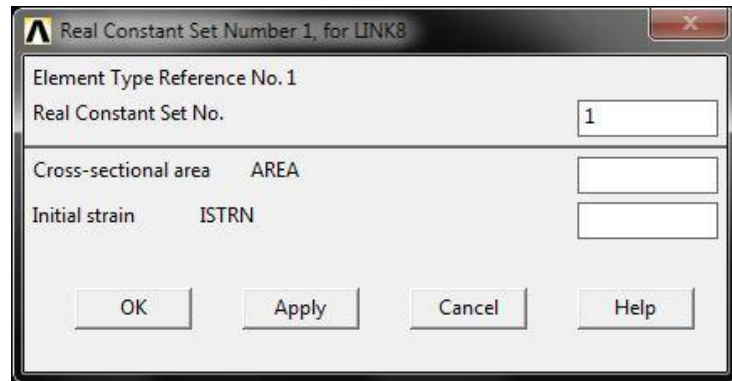 Real Constant Set Number 1, for LINK8
Element Type Reference No. 1
Real Constant Set No. 1
Cross-sectional area AREA
Initial strain ISTRN
OK Apply Cancel Help